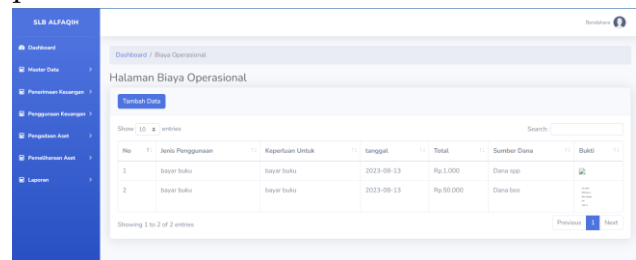 SLB ALFAQIH
Bendahara
Dashboard
Dashboard / Biaya Operasional
Master Data
Halaman Biaya Operasional
Penerimaan Keuangan
Tambah Data
Penggunaan Keuangan
Pengadaan Aset
Show 10 entries Search:
Pemeliharaan Aset
No Jenis Penggunaan Keperluan Untuk tanggal Total Sumber Dana Bukti
Laporan
1 bayar buku bayar buku 2023-08-13 Rp.1.000 Dana spp
2 bayar buku bayar buku 2023-08-13 Rp.50.000 Dana bos
Showing 1 to 2 of 2 entries
Previous 1 Next